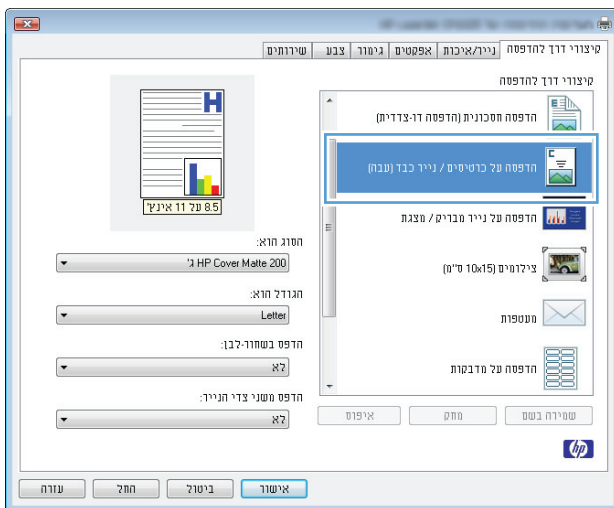 קיצורי דרך להדפסה
נייר/איכות
אפקטים
גימור
צבע
שירותים
קיצורי דרך להדפסה
הדפסה חסכונית (הדפסה דו-צדדית)
הדפסה על כרטיסים / נייר כבד (עבה)
הדפסה על נייר מבריק / מצגת
צילומים (10x15 ס"מ)
מעטפות
הדפסה על מדבקות
שמירה בשם
מחק
איפוס
8.5 על 11 אינץ'
הסוג הוא:
HP Cover Matte 200 ג'
הגודל הוא:
Letter
הדפס בשחור-לבן:
לא
הדפס משני צדי הנייר:
לא
hp
אישור
ביטול
החל
עזרה